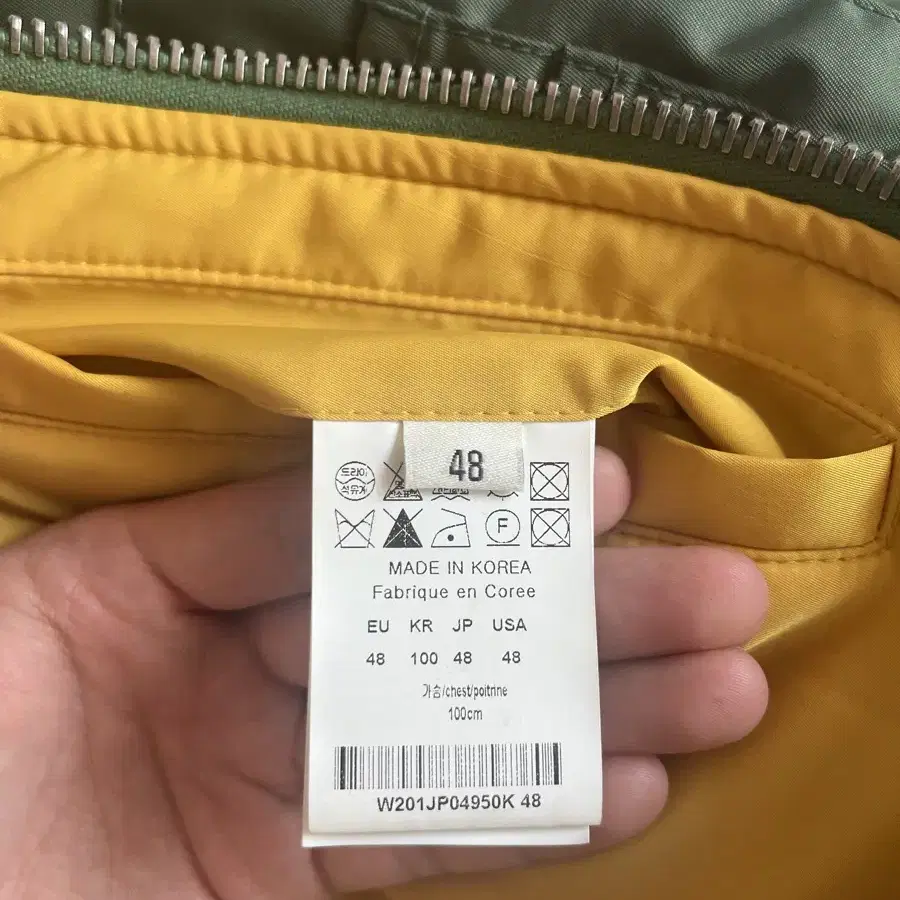 48
드라이
석유계
F
MADE IN KOREA
Fabrique en Coree
EU KR JP USA
48 100 48 48
가슴/chest/poitrine
100cm
W201JP04950K 48